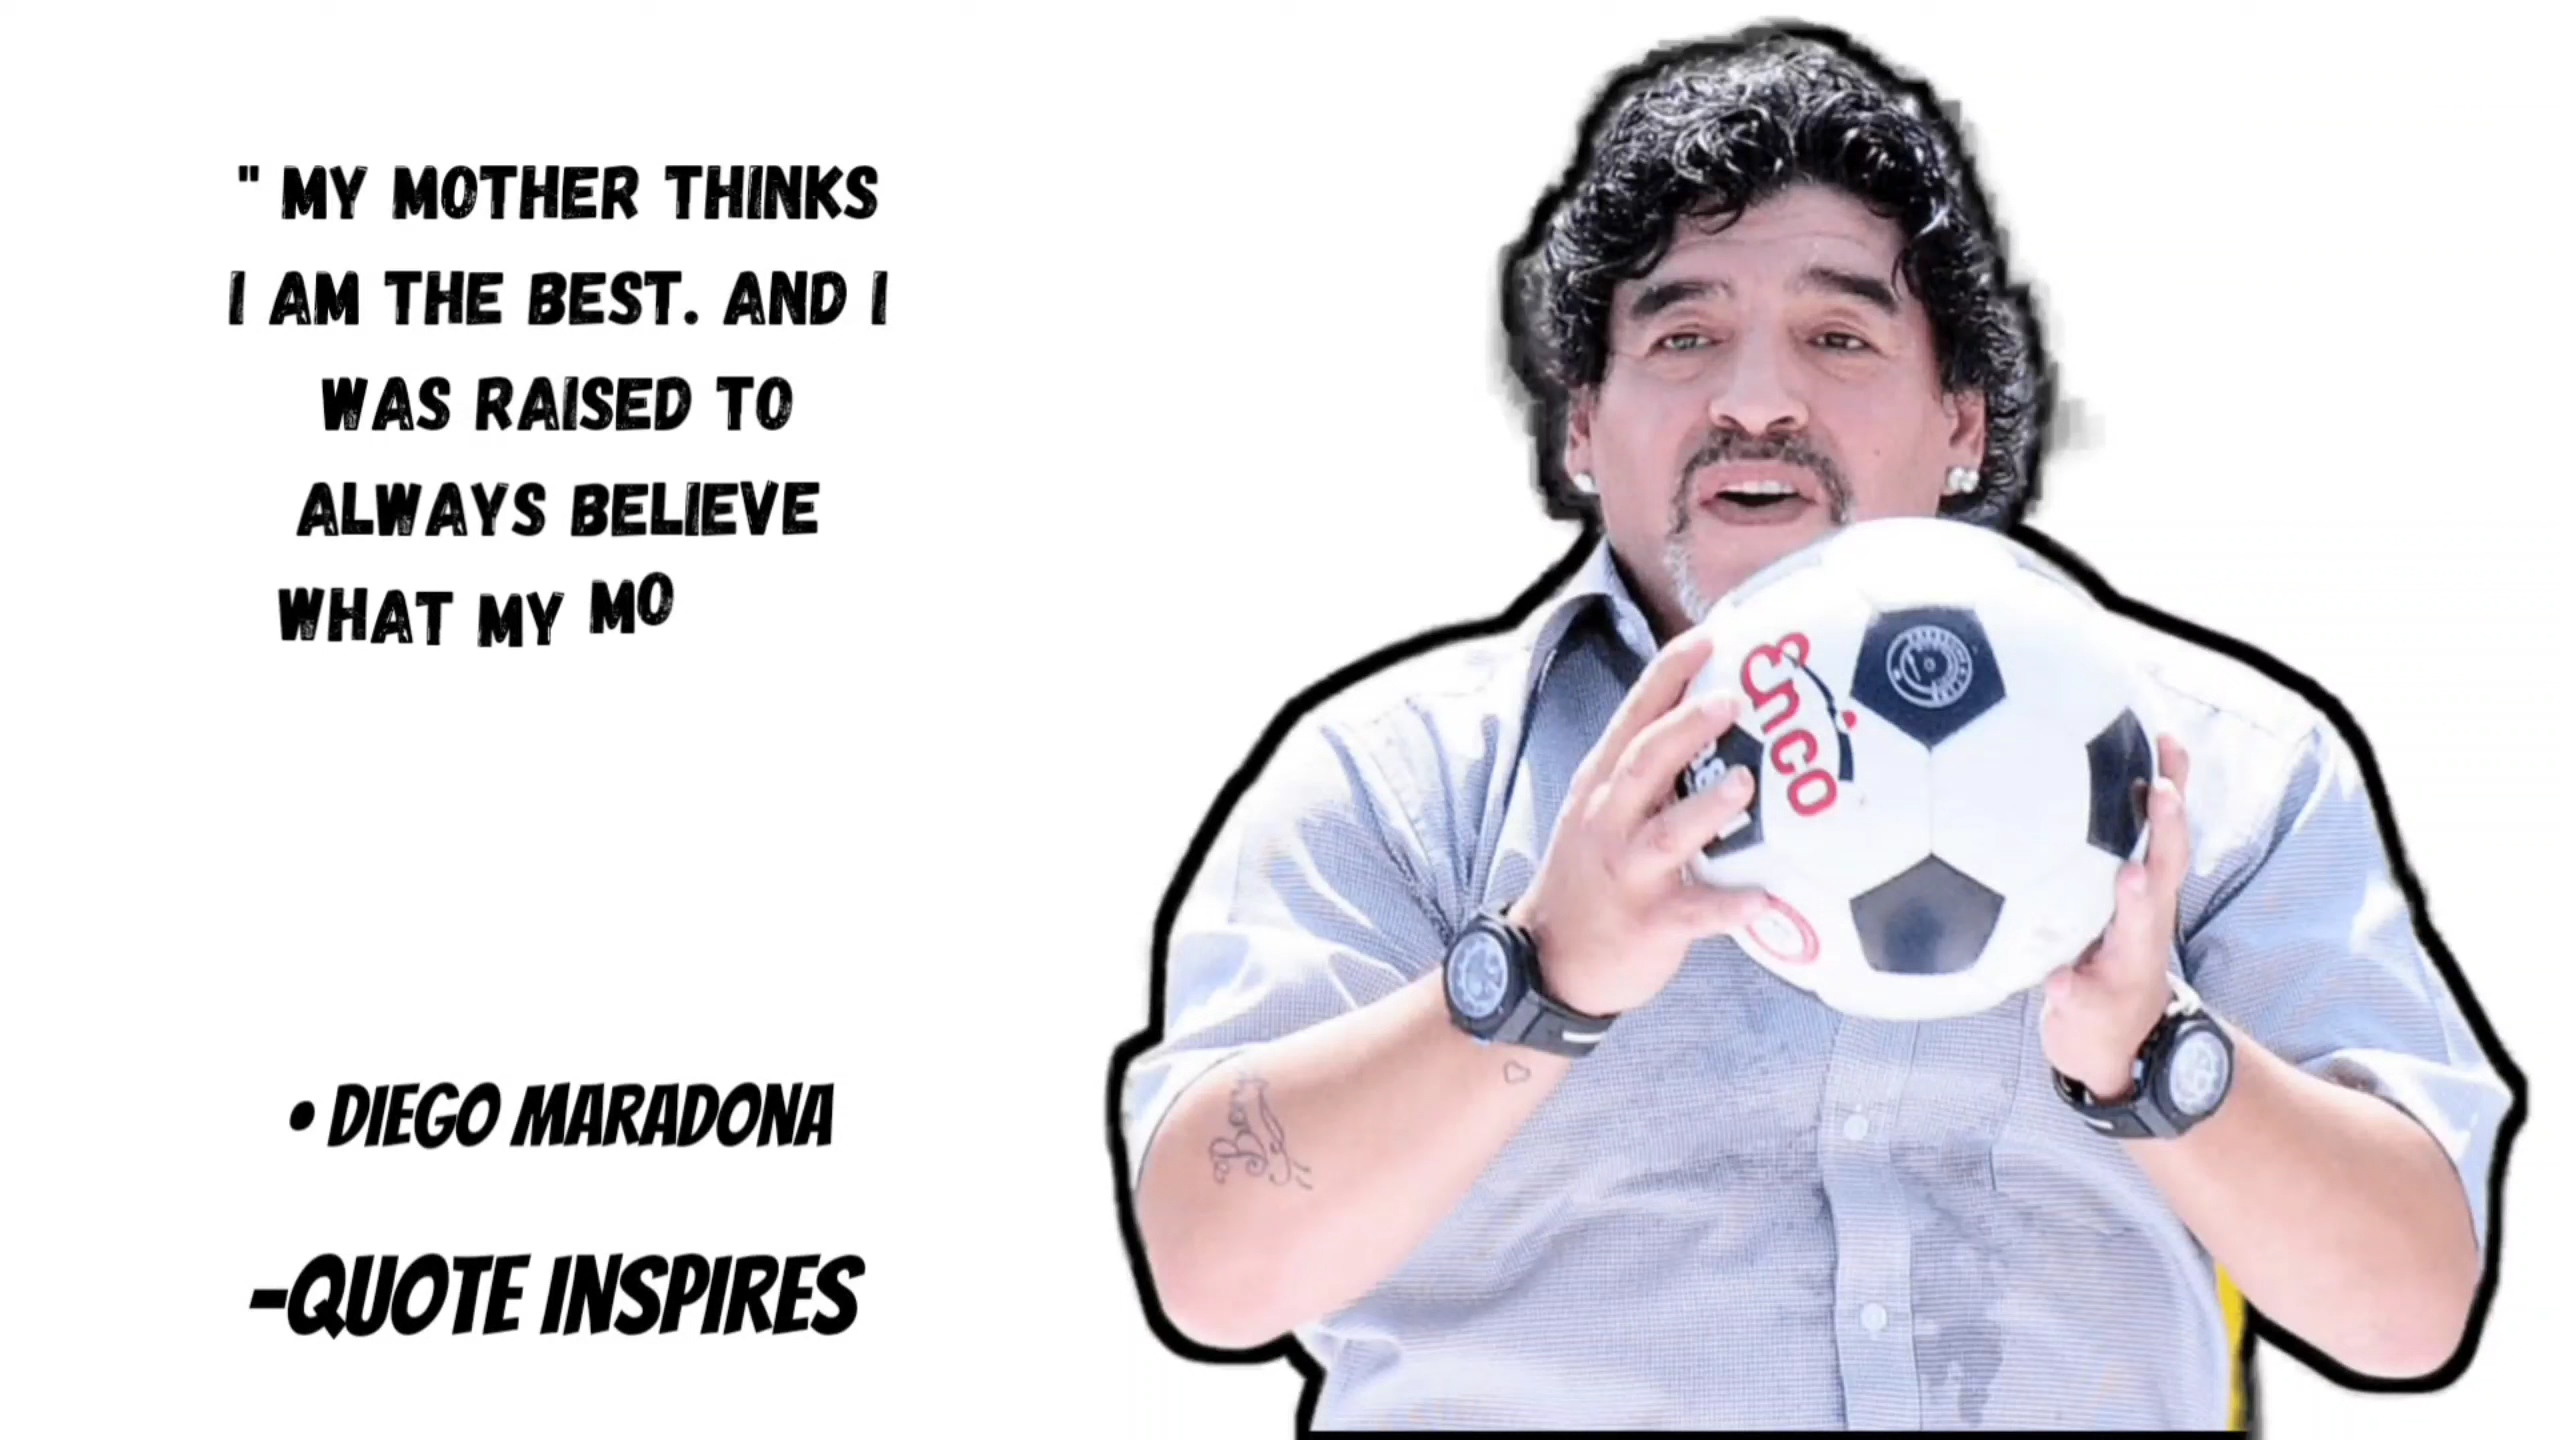 " MY MOTHER THINKS
I AM THE BEST. AND I
WAS RAISED TO
ALWAYS BELIEVE
WHAT MY MO
• DIEGO MARADONA
-QUOTE INSPIRES
Enico